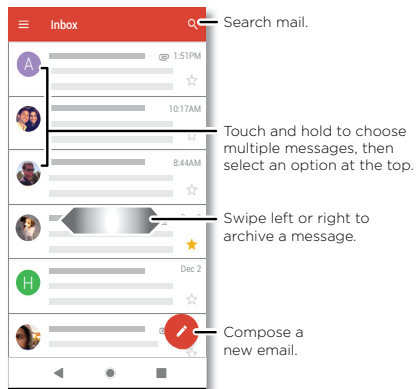 Inbox
Search mail.
A
1:51PM
10:17AM
Touch and hold to choose
multiple messages, then
select an option at the top.
8:44AM
Swipe left or right to
archive a message.
H
Dec 2
Compose a
new email.